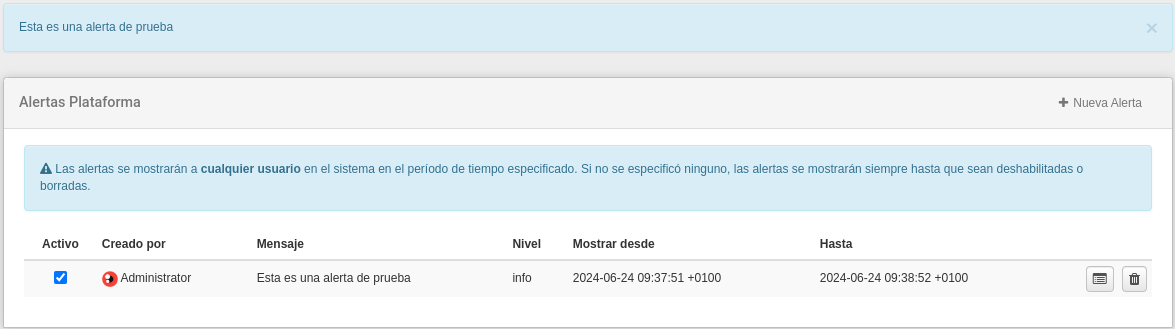 Esta es una alerta de prueba ×
Alertas Plataforma Nueva Alerta
Las alertas se mostrarán a cualquier usuario en el sistema en el período de tiempo especificado. Si no se especificó ninguno, las alertas se mostrarán siempre hasta que sean deshabilitadas o
borradas.
Activo Creado por Mensaje Nivel Mostrar desde Hasta
Administrator Esta es una alerta de prueba info 2024-06-24 09:37:51 +0100 2024-06-24 09:38:52 +0100